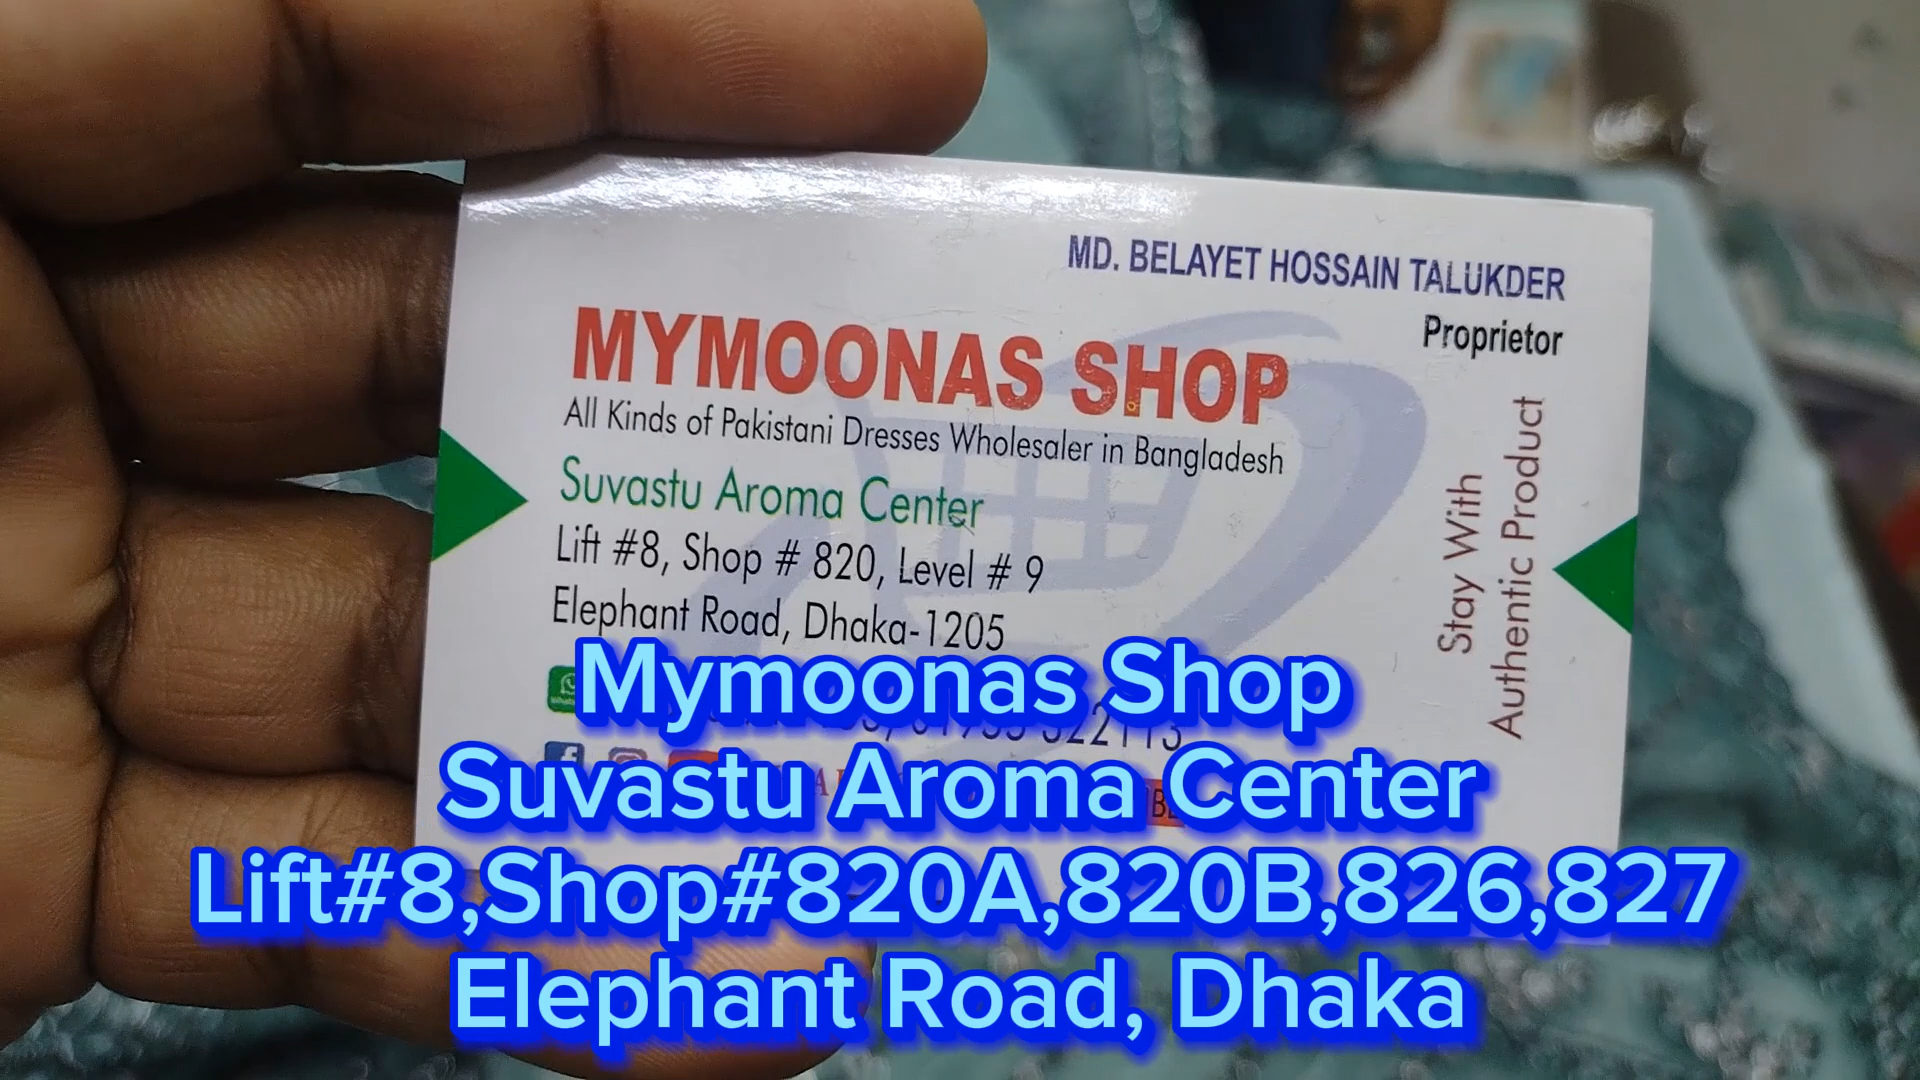 MD. BELAYET HOSSAIN TALUKDER
Proprietor
MYMOONAS SHOP
All Kinds of Pakistani Dresses Wholesaler in Bangladesh
Suvastu Aroma Center
Lift #8, Shop # 820, Level # 9
Elephant Road, Dhaka-1205
Stay With
Authentic Product
Mymoonas Shop
Suvastu Aroma Center
Lift#8,Shop#820A,820B,826,827
Elephant Road, Dhaka